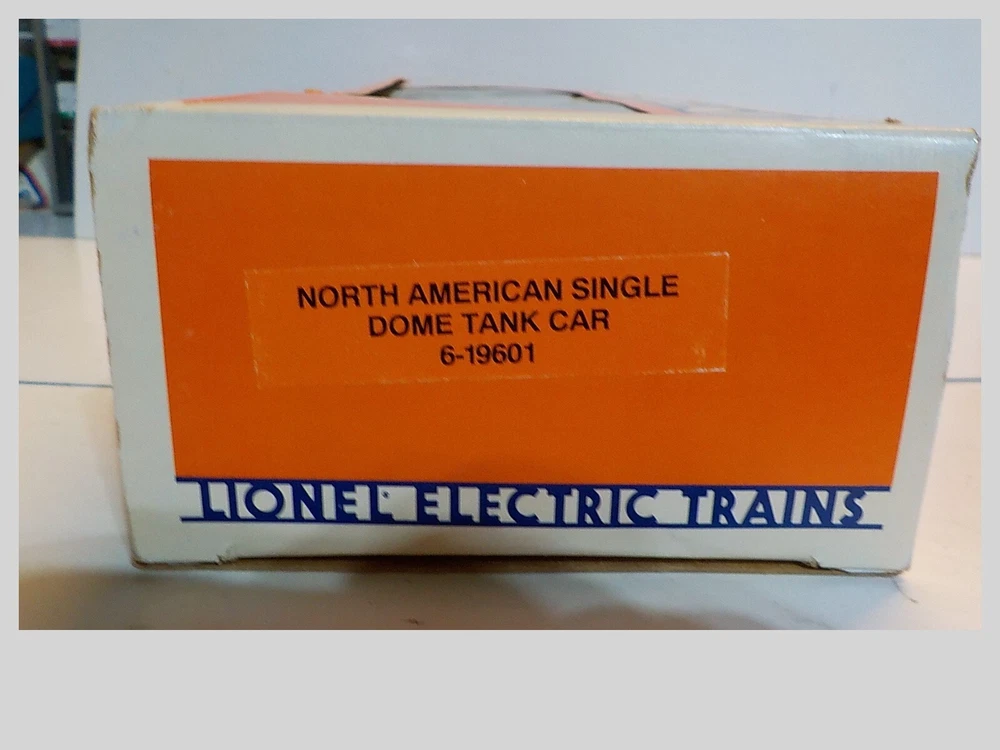 NORTH AMERICAN SINGLE
DOME TANK CAR
6-19601
LIONEL ELECTRIC TRAINS